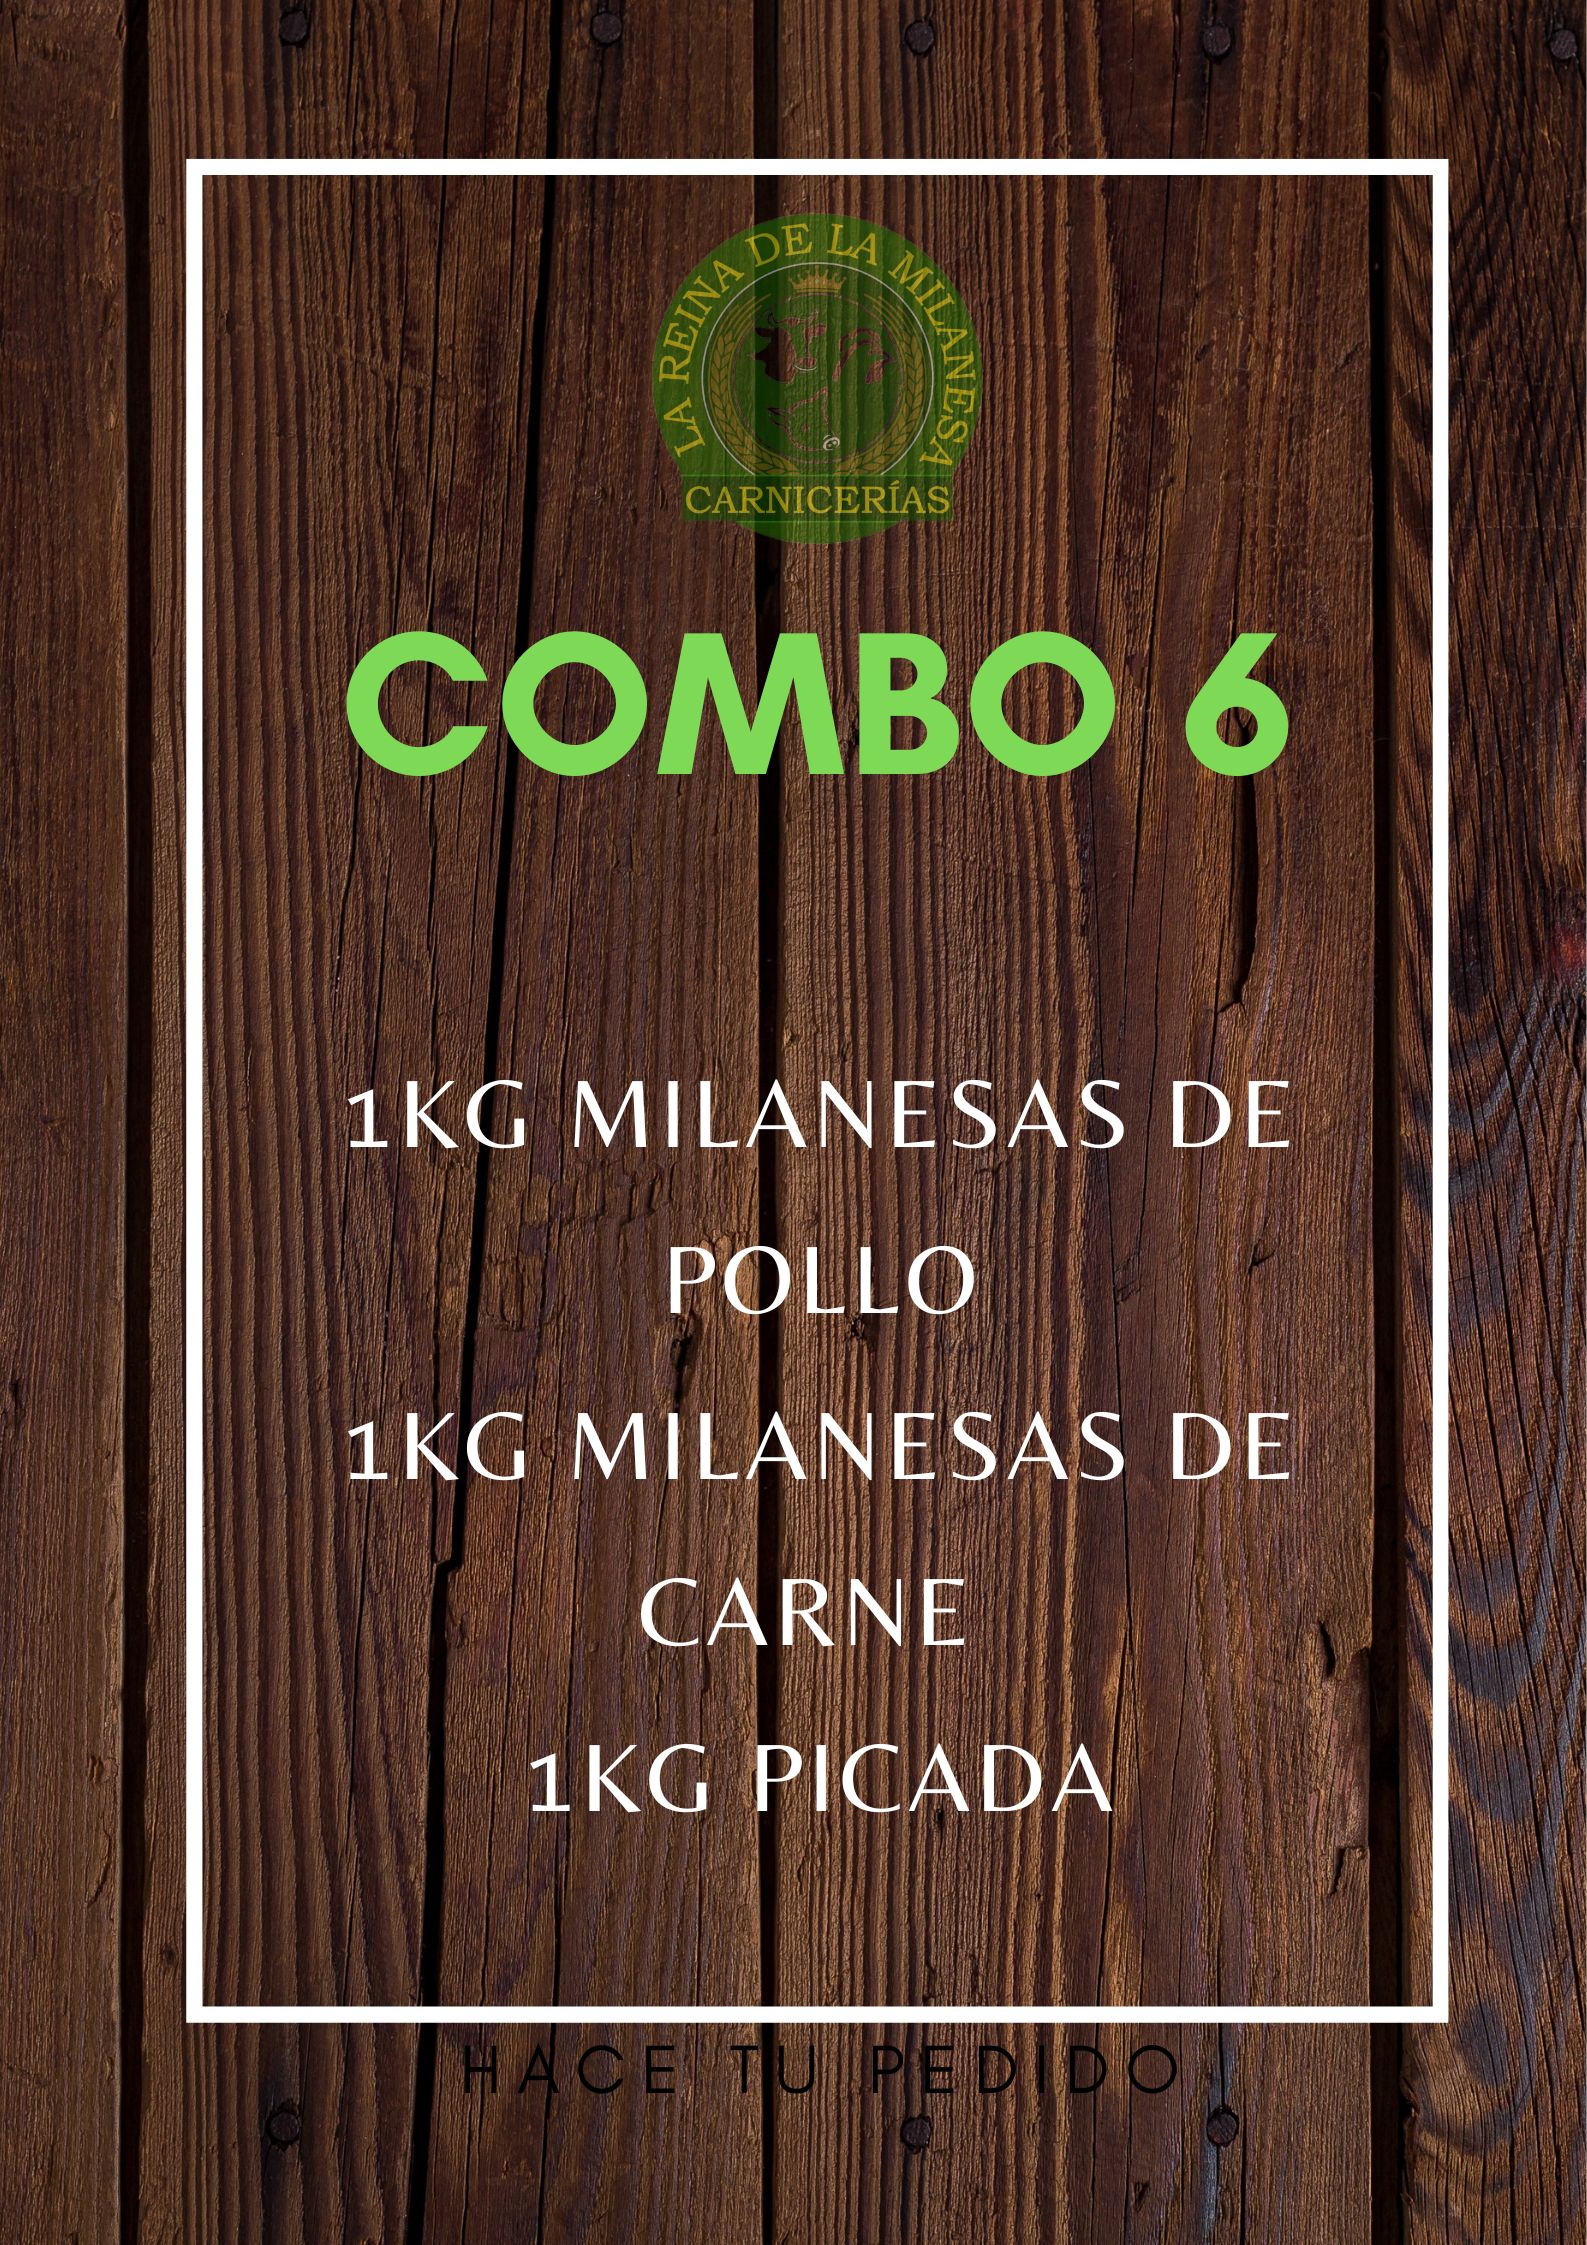 LA REINA DE LA MILANESA
CARNICERÍAS
COMBO 6
1KG MILANESAS DE
POLLO
1KG MILANESAS DE
CARNE
1KG PICADA
HACE TU PEDIDO